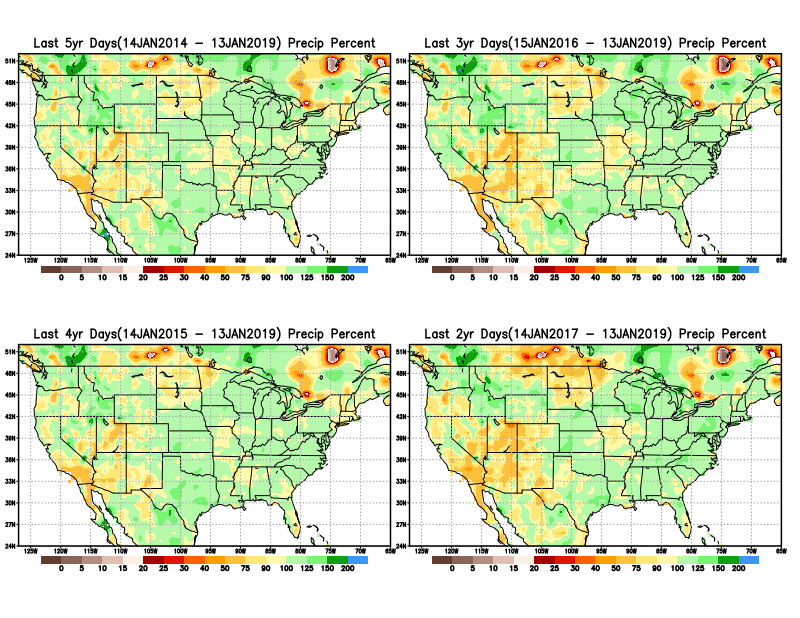 Last 5yr Days(14JAN2014 – 13JAN2019) Precip Percent
51N
48N
45N
42N
39N
36N
33N
30N
27N
24N
125W 120W 115W 110W 105W 100W 95W 90W 85W 80W 75W 70W 65W
0 5 10 15 20 25 30 40 50 75 90 100 125 150 200
Last 3yr Days(15JAN2016 – 13JAN2019) Precip Percent
51N
48N
45N
42N
39N
36N
33N
30N
27N
24N
125W 120W 115W 110W 105W 100W 95W 90W 85W 80W 75W 70W 65W
0 5 10 15 20 25 30 40 50 75 90 100 125 150 200
Last 4yr Days(14JAN2015 – 13JAN2019) Precip Percent
51N
48N
45N
42N
39N
36N
33N
30N
27N
24N
125W 120W 115W 110W 105W 100W 95W 90W 85W 80W 75W 70W 65W
0 5 10 15 20 25 30 40 50 75 90 100 125 150 200
Last 2yr Days(14JAN2017 – 13JAN2019) Precip Percent
51N
48N
45N
42N
39N
36N
33N
30N
27N
24N
125W 120W 115W 110W 105W 100W 95W 90W 85W 80W 75W 70W 65W
0 5 10 15 20 25 30 40 50 75 90 100 125 150 200